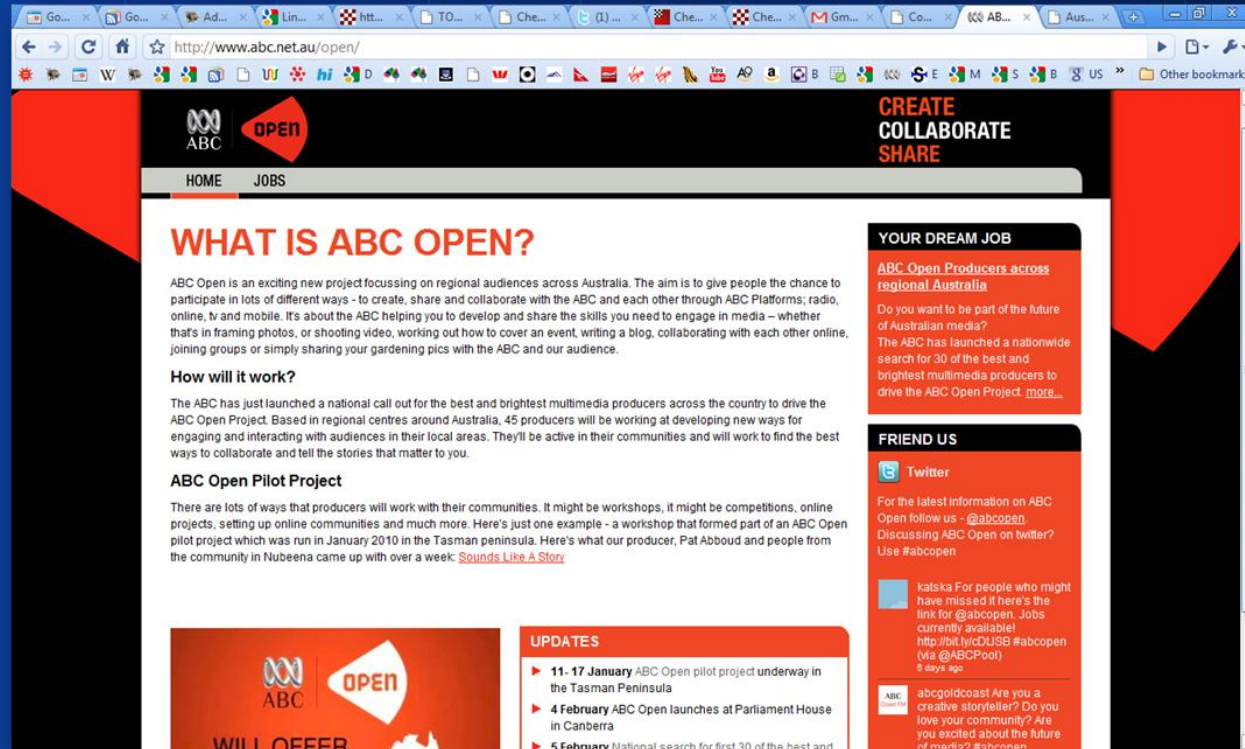 Go...
Go...
Ad...
Lin...
htt...
TO...
Che...
(1) ...
Che...
Che...
Gm...
Co...
AB...
Aus...
http://www.abc.net.au/open/
Other bookmark
ABC
OPEN
CREATE
COLLABORATE
SHARE
HOME JOBS
WHAT IS ABC OPEN?
ABC Open is an exciting new project focussing on regional audiences across Australia. The aim is to give people the chance to
participate in lots of different ways - to create, share and collaborate with the ABC and each other through ABC Platforms; radio,
online, tv and mobile. It's about the ABC helping you to develop and share the skills you need to engage in media – whether
that's in framing photos, or shooting video, working out how to cover an event, writing a blog, collaborating with each other online,
joining groups or simply sharing your gardening pics with the ABC and our audience.
How will it work?
The ABC has just launched a national call out for the best and brightest multimedia producers across the country to drive the
ABC Open Project. Based in regional centres around Australia, 45 producers will be working at developing new ways for
engaging and interacting with audiences in their local areas. They'll be active in their communities and will work to find the best
ways to collaborate and tell the stories that matter to you.
ABC Open Pilot Project
There are lots of ways that producers will work with their communities. It might be workshops, it might be competitions, online
projects, setting up online communities and much more. Here's just one example - a workshop that formed part of an ABC Open
pilot project which was run in January 2010 in the Tasman peninsula. Here's what our producer, Pat Abboud and people from
the community in Nubeena came up with over a week: Sounds Like A Story
ABC
OPEN
WILL OFFER
UPDATES
11- 17 January ABC Open pilot project underway in
the Tasman Peninsula
4 February ABC Open launches at Parliament House
in Canberra
5 February National search for first 30 of the best and
YOUR DREAM JOB
ABC Open Producers across
regional Australia
Do you want to be part of the future
of Australian media?
The ABC has launched a nationwide
search for 30 of the best and
brightest multimedia producers to
drive the ABC Open Project. more...
FRIEND US
Twitter
For the latest information on ABC
Open follow us - @abcopen.
Discussing ABC Open on twitter?
Use #abcopen
katska For people who might
have missed it here's the
link for @abcopen. Jobs
currently available!
#abcopen
(via @ABCPool)
6 days ago
ABC
abcgoldcoast Are you a
creative storyteller? Do you
love your community? Are
you excited about the future
of media? #abcopen